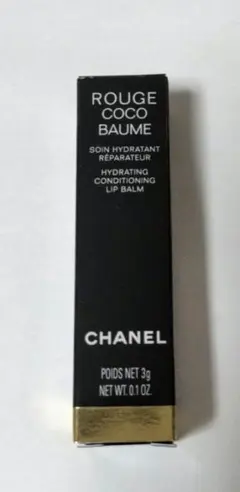 ROUGE
COCO
BAUME
SOIN HYDRATANT
RÉPARATEUR
HYDRATING
CONDITIONING
LIP BALM
CHANEL
POIDS NET 3g
NET WT. 0.1 OZ.